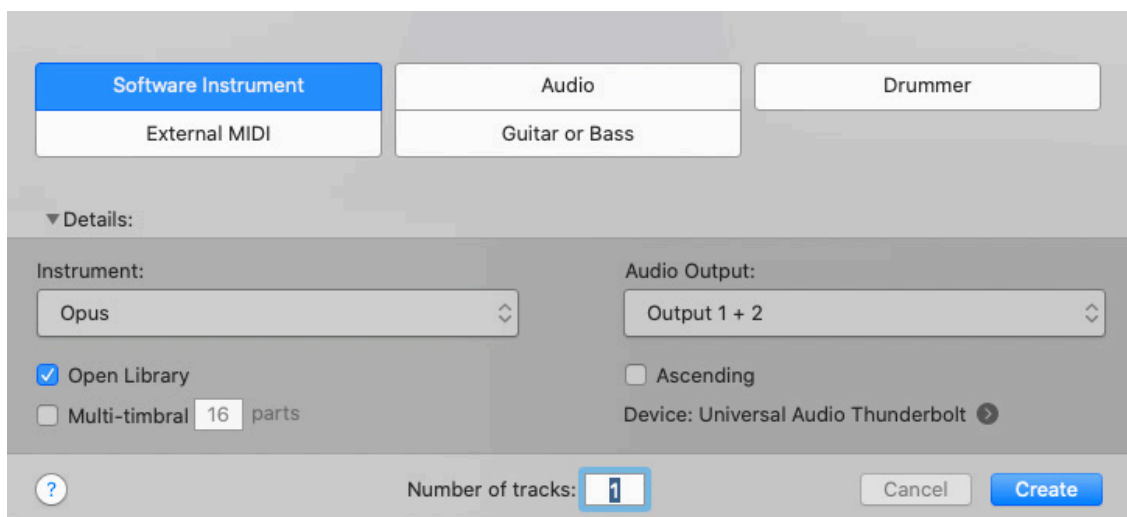 Software Instrument
Audio
Drummer
External MIDI
Guitar or Bass
Details:
Instrument:
Audio Output:
Opus
Output 1 + 2
Open Library
Ascending
Multi-timbral 16 parts
Device: Universal Audio Thunderbolt
? Number of tracks: 1 Cancel Create